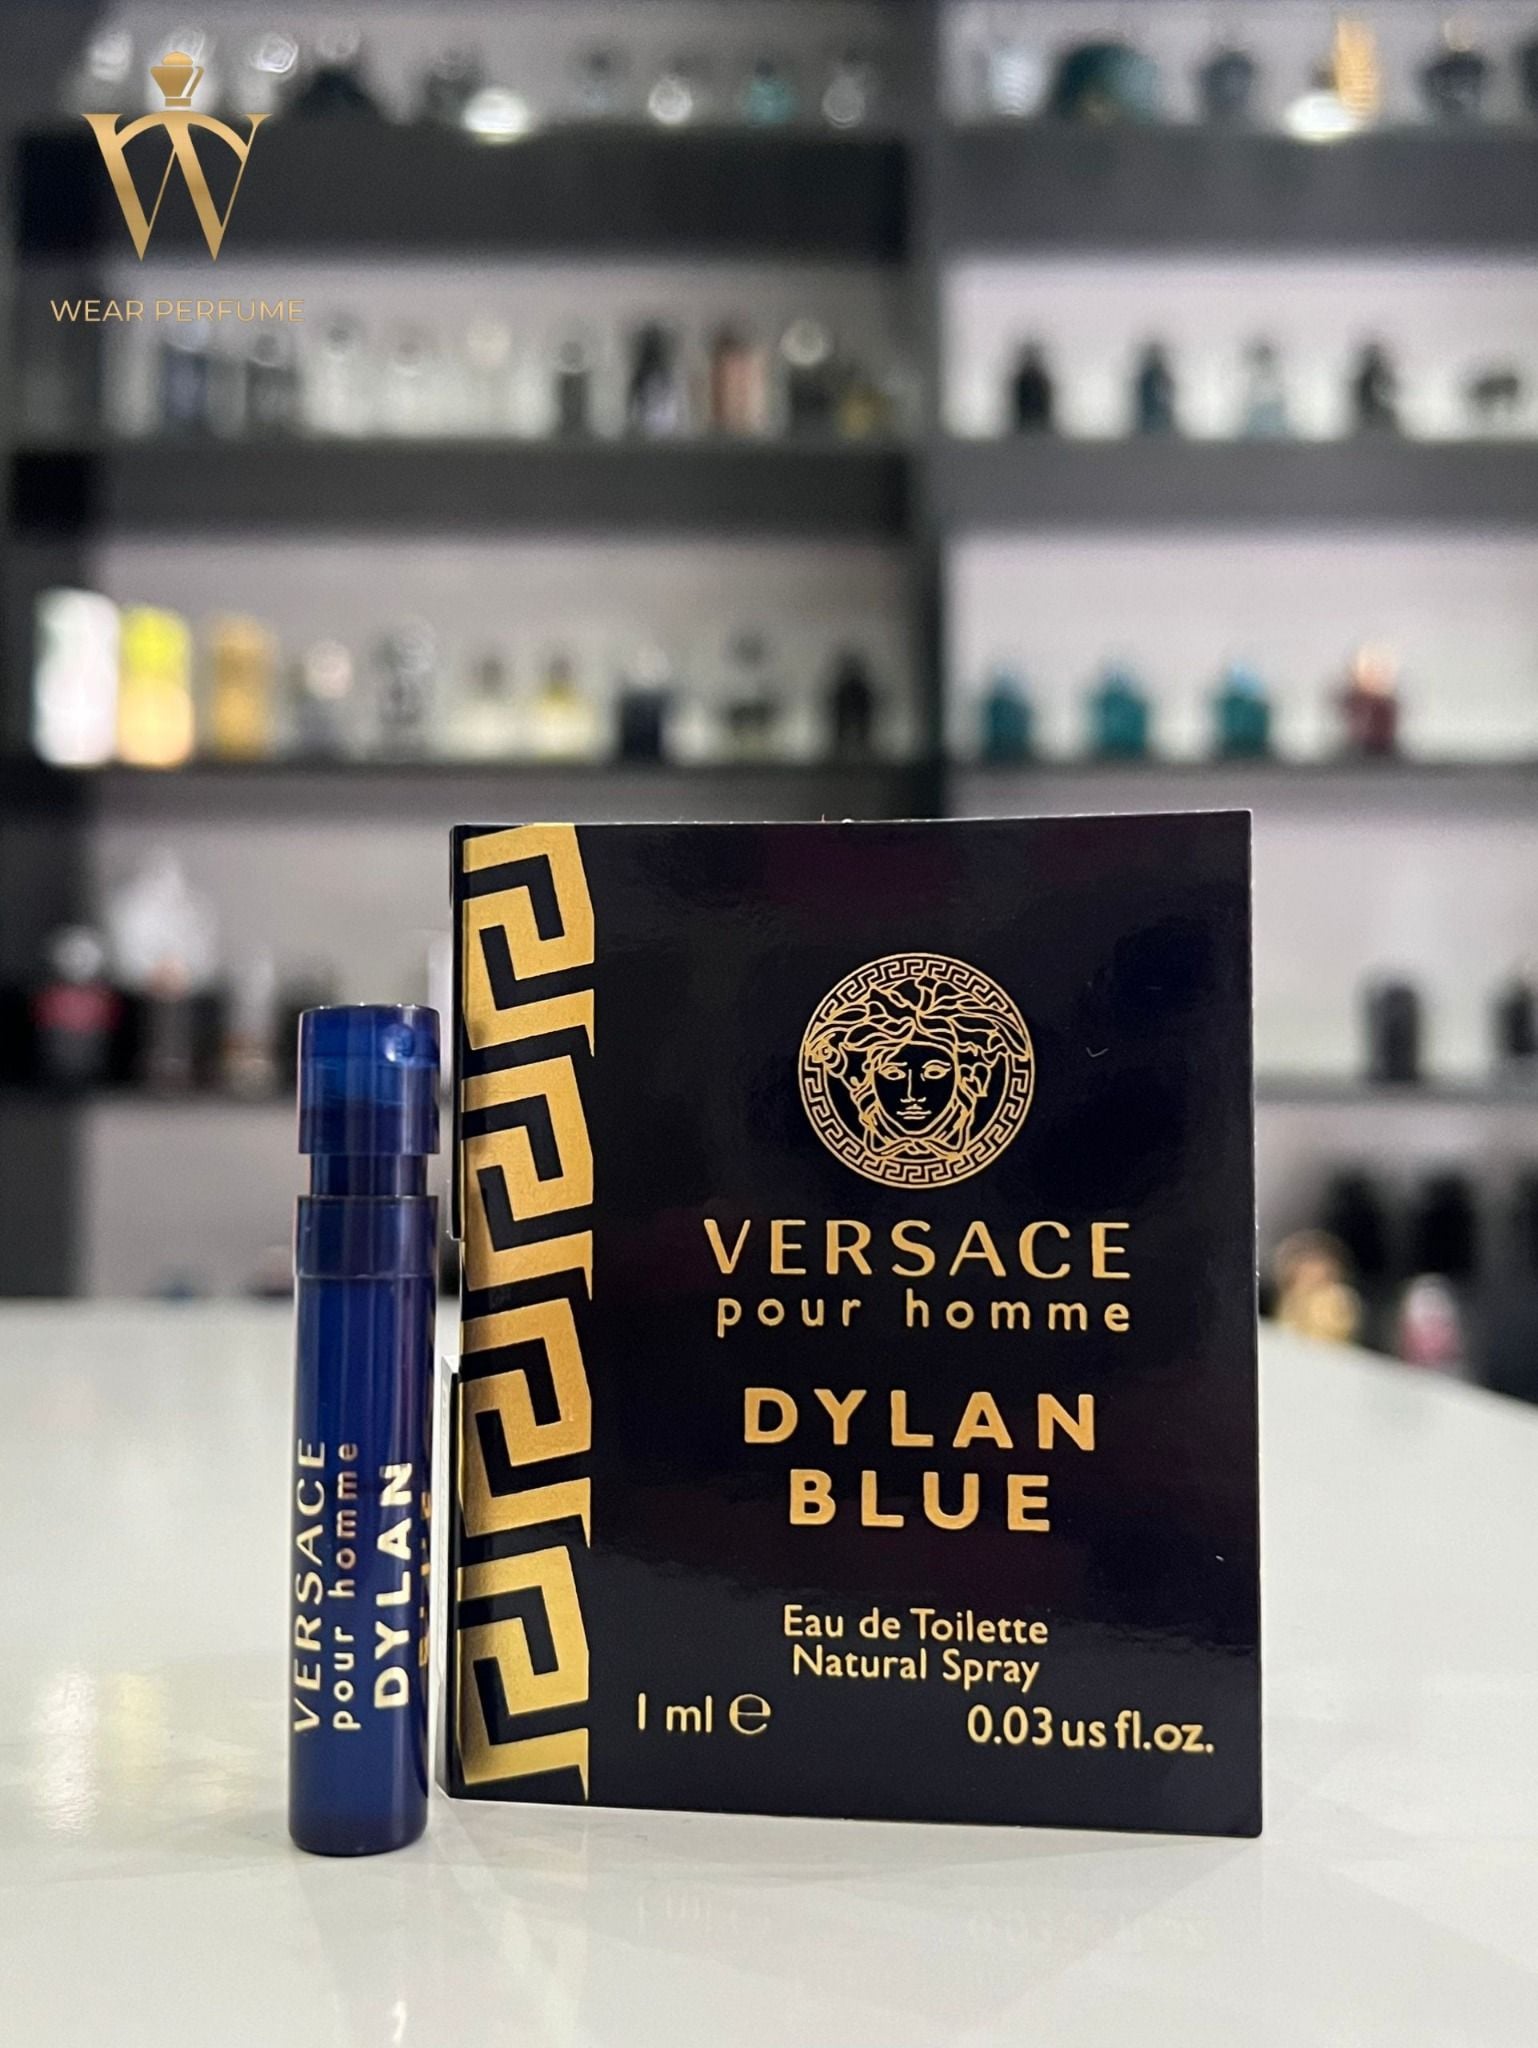 WEAR PERFUME
VERSACE
pour homme
DYLAN
BLUE
Eau de Toilette
Natural Spray
1 ml ℮ 0.03 us fl.oz.
VERSACE
pour homme
DYLAN